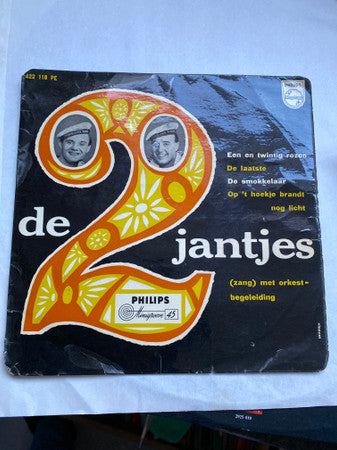 422 118 PE
PHILIPS
Een en twintig rozen
De laatste
De smokkelaar
Op 't hoekje brandt
nog licht
de 2 jantjes
(zang) met orkest-
begeleiding
PHILIPS
Minigroove 45